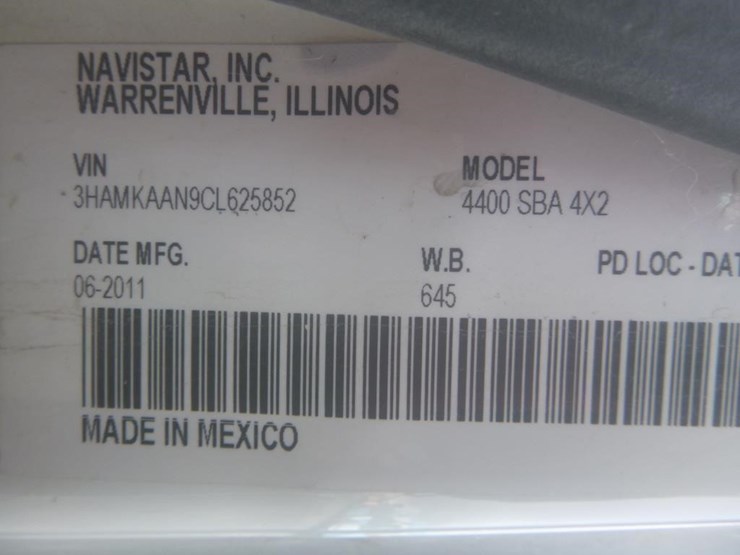 NAVISTAR, INC.
WARRENVILLE, ILLINOIS
VIN MODEL
3HAMKAAN9CL625852 4400 SBA 4X2
DATE MFG. W.B. PD LOC - DAT
06-2011 645
MADE IN MEXICO